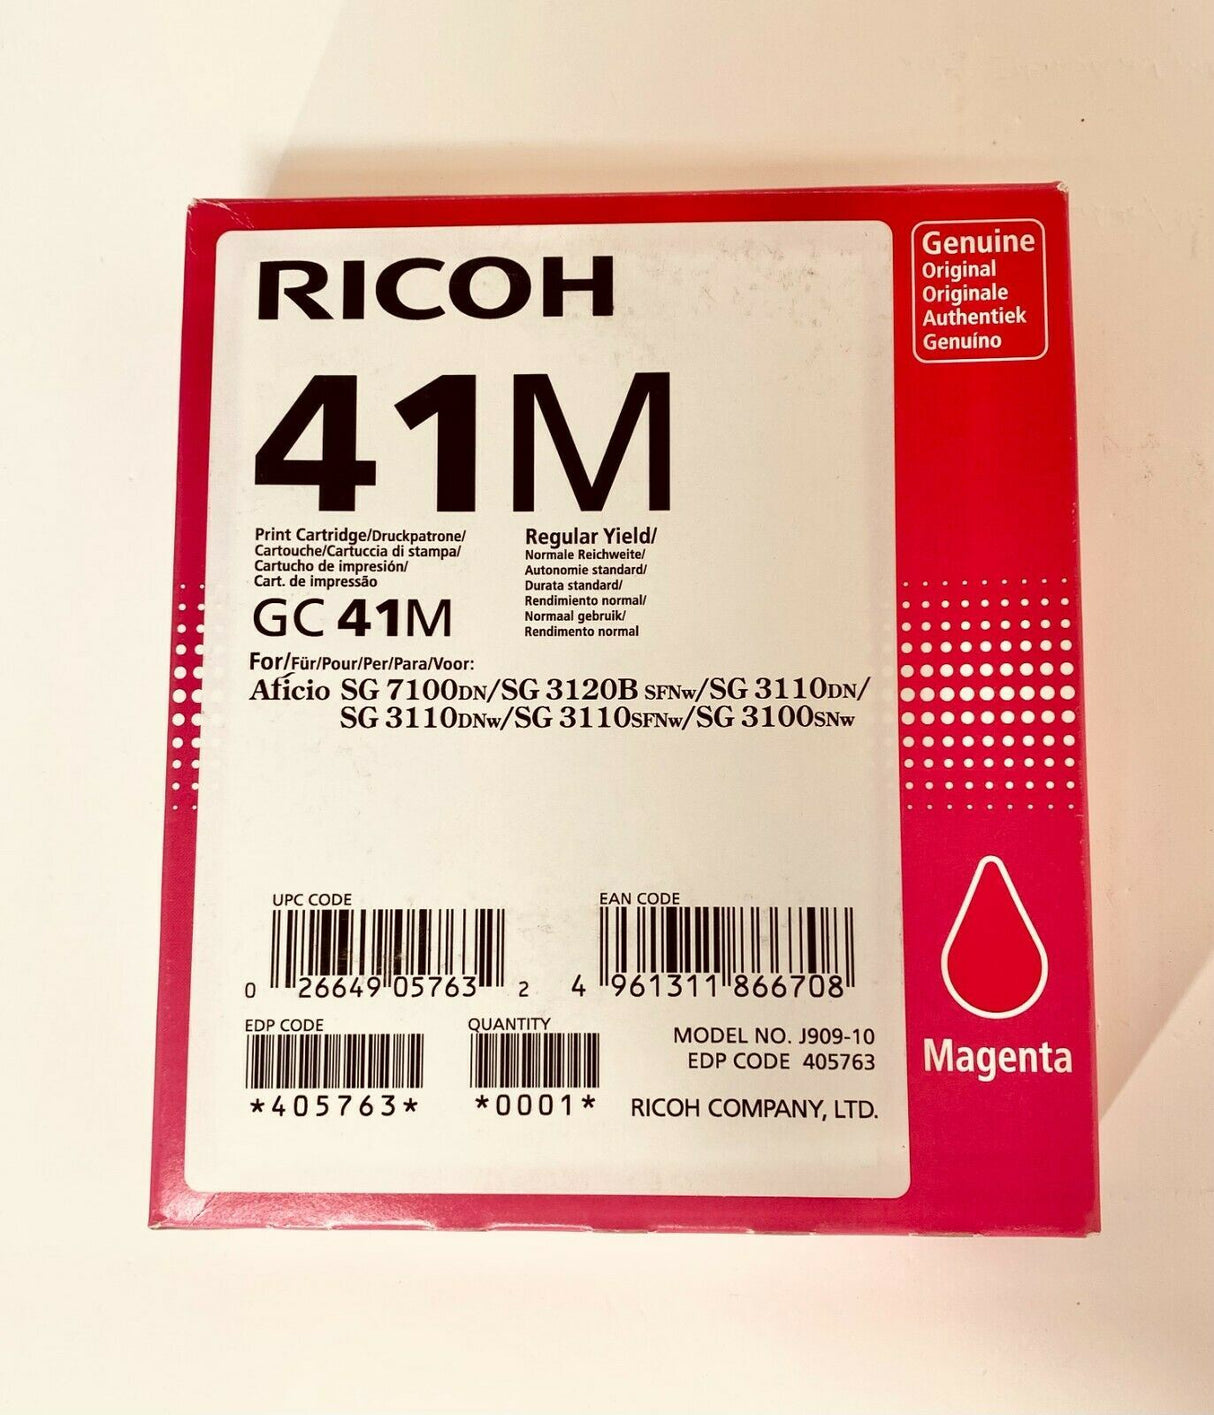 RICOH
41M
Print Cartridge/Druckpatrone/
Cartouche/Cartuccia di stampa/
Cartucho de impresión/
Cart. de impressão
GC 41M
Regular Yield/
Normale Reichweite/
Autonomie standard/
Durata standard/
Rendimiento normal/
Normaal gebruik/
Rendimento normal
For/Für/Pour/Per/Para/Voor:
Aficio SG 7100DN/SG 3120B SFNw/SG 3110DN/
SG 3110DNw/SG 3110SFNw/SG 3100SNw
UPC CODE
0 26649 05763 2
EAN CODE
4 961311 866708
EDP CODE
*405763*
QUANTITY
*0001*
MODEL NO. J909-10
EDP CODE 405763
RICOH COMPANY, LTD.
Genuine
Original
Originale
Authentiek
Genuíno
Magenta